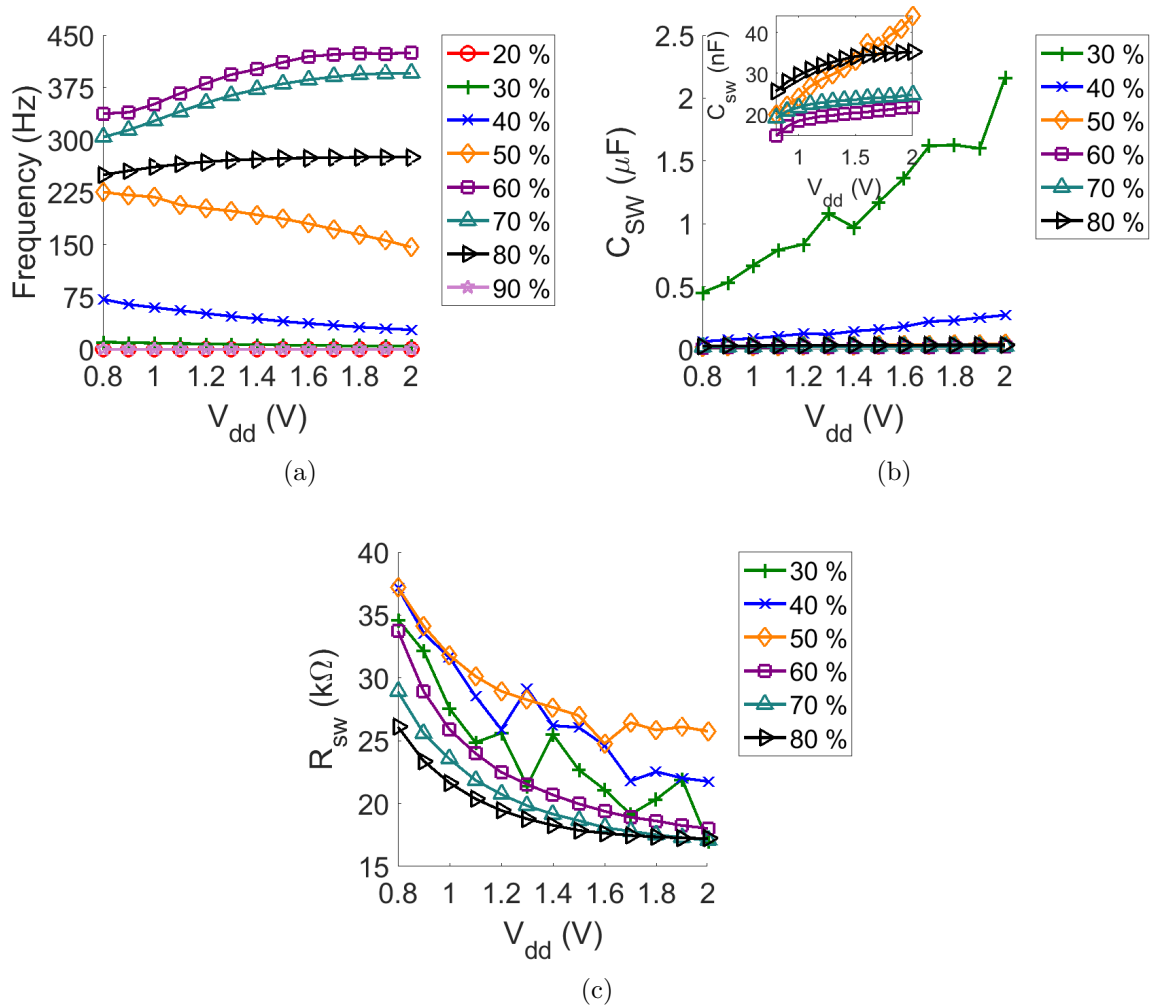 450
375
300
225
150
75
0
Frequency (Hz)
0.8 1 1.2 1.4 1.6 1.8 2
V_dd (V)
20 %
30 %
40 %
50 %
60 %
70 %
80 %
90 %
(a)
2.5
2
1.5
1
0.5
0
C_SW (μF)
40
30
20
C_sw (nF)
1 1.5 2
V_dd (V)
0.8 1 1.2 1.4 1.6 1.8 2
V_dd (V)
30 %
40 %
50 %
60 %
70 %
80 %
(b)
40
35
30
25
20
15
R_sw (kΩ)
0.8 1 1.2 1.4 1.6 1.8 2
V_dd (V)
30 %
40 %
50 %
60 %
70 %
80 %
(c)